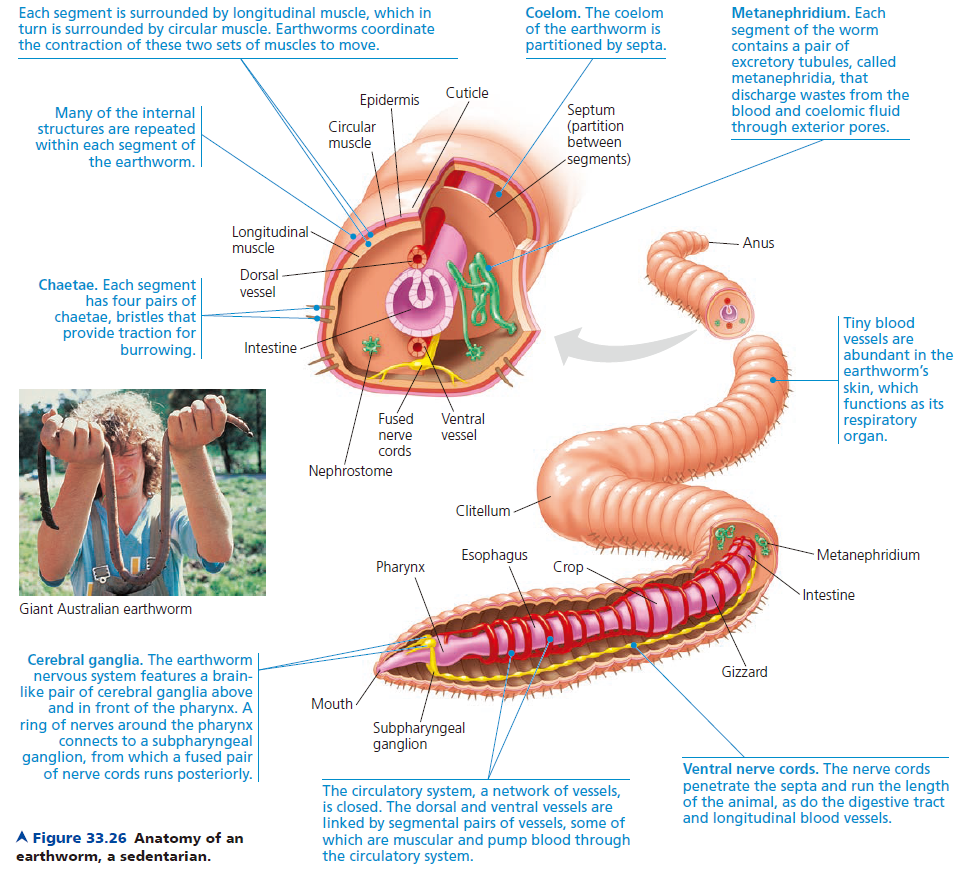 Each segment is surrounded by longitudinal muscle, which in
turn is surrounded by circular muscle. Earthworms coordinate
the contraction of these two sets of muscles to move.
Coelom. The coelom
of the earthworm is
partitioned by septa.
Metanephridium. Each
segment of the worm
contains a pair of
excretory tubules, called
metanephridia, that
discharge wastes from the
blood and coelomic fluid
through exterior pores.
Many of the internal
structures are repeated
within each segment of
the earthworm.
Epidermis
Cuticle
Circular
muscle
Septum
(partition
between
segments)
Longitudinal
muscle
Dorsal
vessel
Anus
Chaetae. Each segment
has four pairs of
chaetae, bristles that
provide traction for
burrowing.
Intestine
Tiny blood
vessels are
abundant in the
earthworm's
skin, which
functions as its
respiratory
organ.
Fused
nerve
cords
Ventral
vessel
Nephrostome
Clitellum
Giant Australian earthworm
Pharynx
Esophagus
Crop
Metanephridium
Intestine
Gizzard
Cerebral ganglia. The earthworm
nervous system features a brain-
like pair of cerebral ganglia above
and in front of the pharynx. A
ring of nerves around the pharynx
connects to a subpharyngeal
ganglion, from which a fused pair
of nerve cords runs posteriorly.
Mouth
Subpharyngeal
ganglion
The circulatory system, a network of vessels,
is closed. The dorsal and ventral vessels are
linked by segmental pairs of vessels, some of
which are muscular and pump blood through
the circulatory system.
Ventral nerve cords. The nerve cords
penetrate the septa and run the length
of the animal, as do the digestive tract
and longitudinal blood vessels.
Figure 33.26 Anatomy of an
earthworm, a sedentarian.